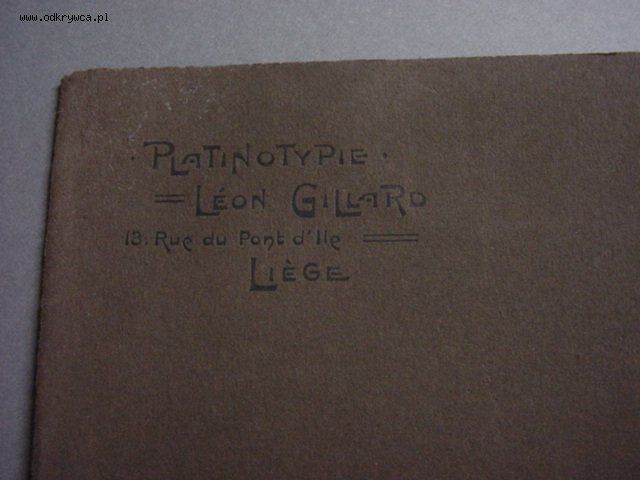 www.odkrywca.pl
· PLATINOTYPIE ·
LÉON GILLARD
13. Rue du Pont d'Ile
LIÈGE